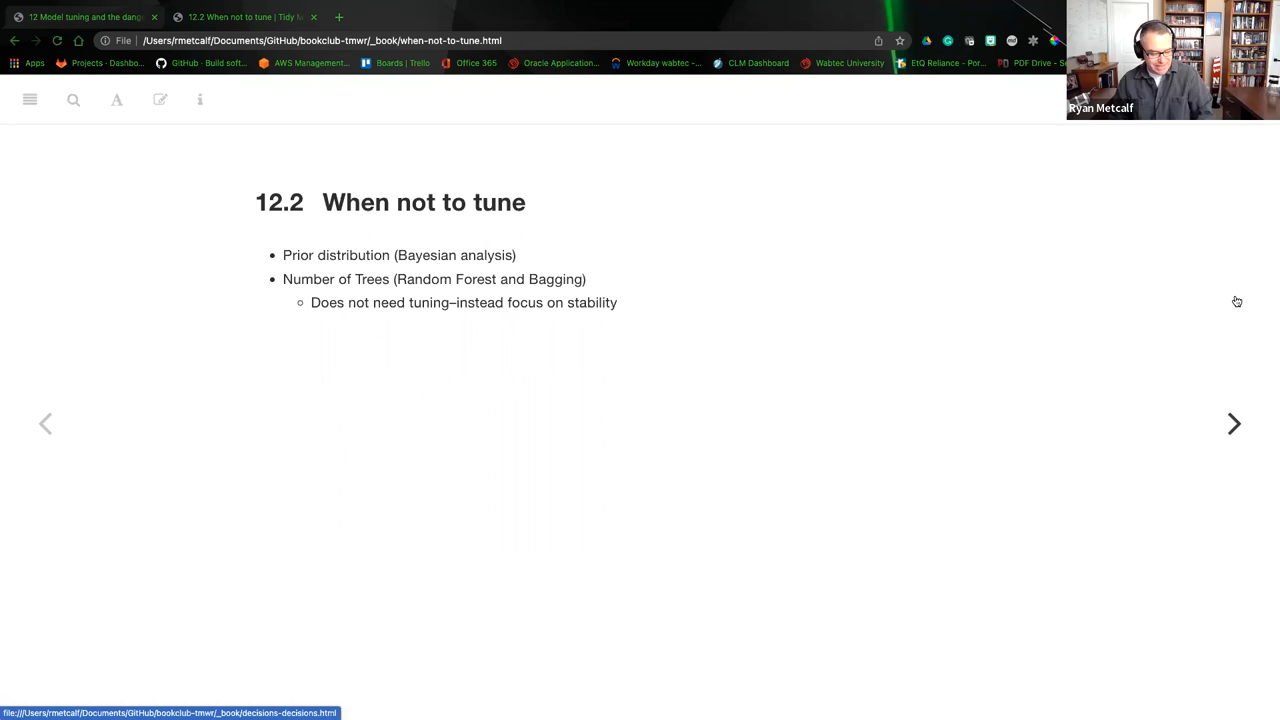 12 Model tuning and the dang
12.2 When not to tune | Tidy M
File
/Users/rmetcalf/Documents/GitHub/bookclub-tmwr/_book/when-not-to-tune.html
Apps
Projects - Dashbo...
GitHub · Build soft...
AWS Management...
Boards | Trello
Office 365
Oracle Application...
Workday wabtec -...
CLM Dashboard
Wabtec University
EtQ Reliance - Por...
PDF Drive - Se
Ryan Metcalf
12.2 When not to tune
• Prior distribution (Bayesian analysis)
• Number of Trees (Random Forest and Bagging)
○ Does not need tuning–instead focus on stability
file:///Users/rmetcalf/Documents/GitHub/bookclub-tmwr/_book/decisions-decisions.html